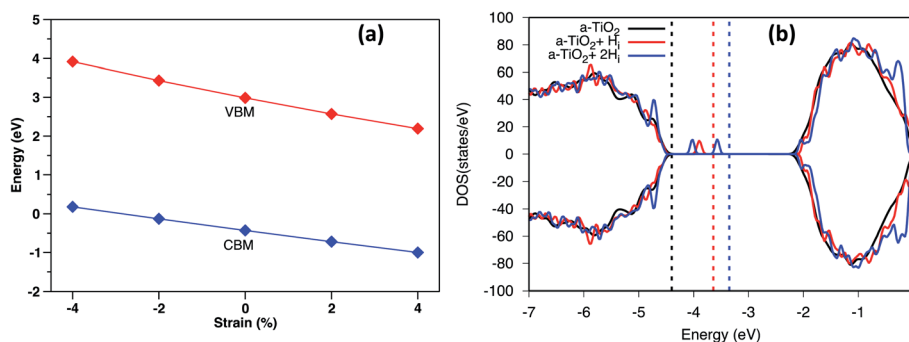 (a)
5
4
3
2
1
0
-1
-2
Energy (eV)
VBM
CBM
-4 -2 0 2 4
Strain (%)
(b)
a-TiO2
a-TiO2+ Hi
a-TiO2+ 2Hi
100
80
60
40
20
0
-20
-40
-60
-80
-100
DOS(states/eV)
-7 -6 -5 -4 -3 -2 -1
Energy (eV)